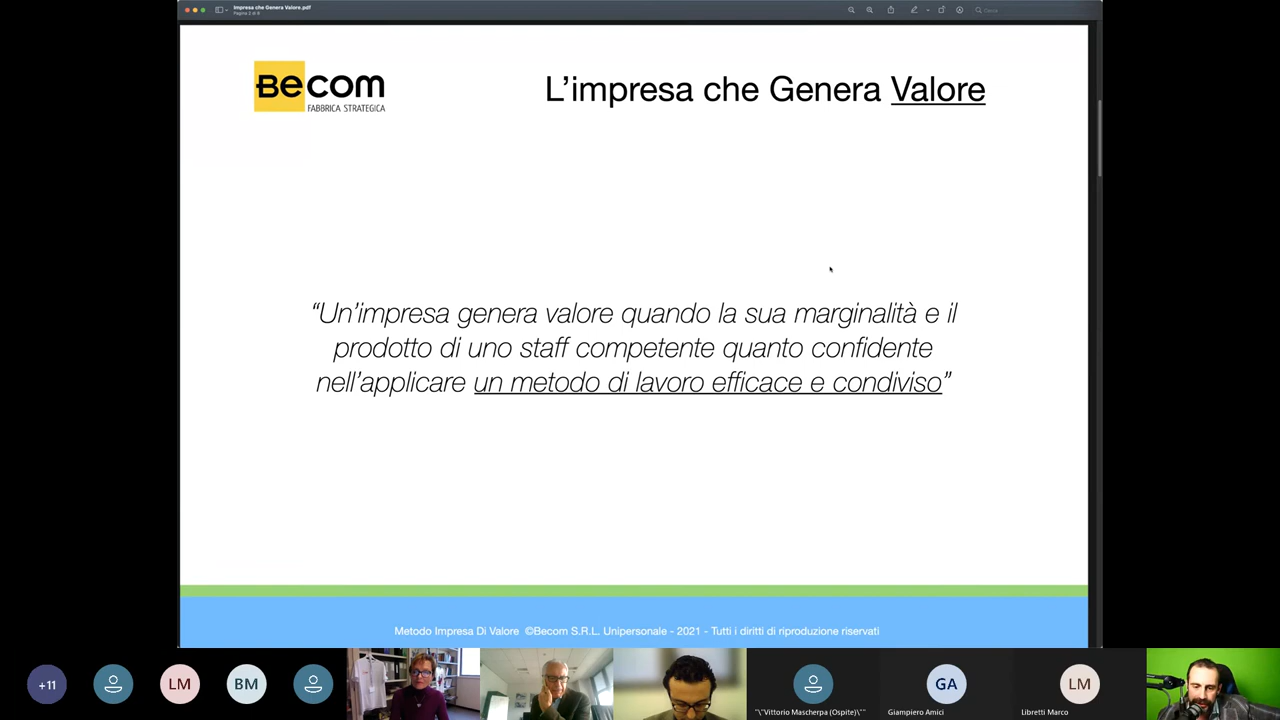 Impresa che Genera Valore.pdf
Pagina 2 di 8
Cerca
Becom
FABBRICA STRATEGICA
L’impresa che Genera Valore
“Un’impresa genera valore quando la sua marginalità e il
prodotto di uno staff competente quanto confidente
nell’applicare un metodo di lavoro efficace e condiviso”
Metodo Impresa Di Valore ©Becom S.R.L. Unipersonale - 2021 - Tutti i diritti di riproduzione riservati
+11
LM
BM
"\"Vittorio Mascherpa (Ospite)\""
GA
Giampiero Amici
LM
Libretti Marco